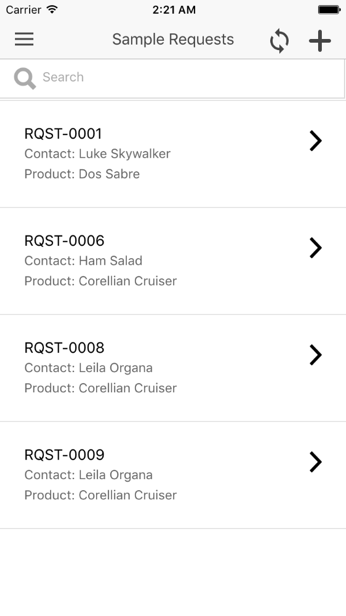 Carrier 2:21 AM
Sample Requests
Search
RQST-0001
Contact: Luke Skywalker
Product: Dos Sabre
RQST-0006
Contact: Ham Salad
Product: Corellian Cruiser
RQST-0008
Contact: Leila Organa
Product: Corellian Cruiser
RQST-0009
Contact: Leila Organa
Product: Corellian Cruiser